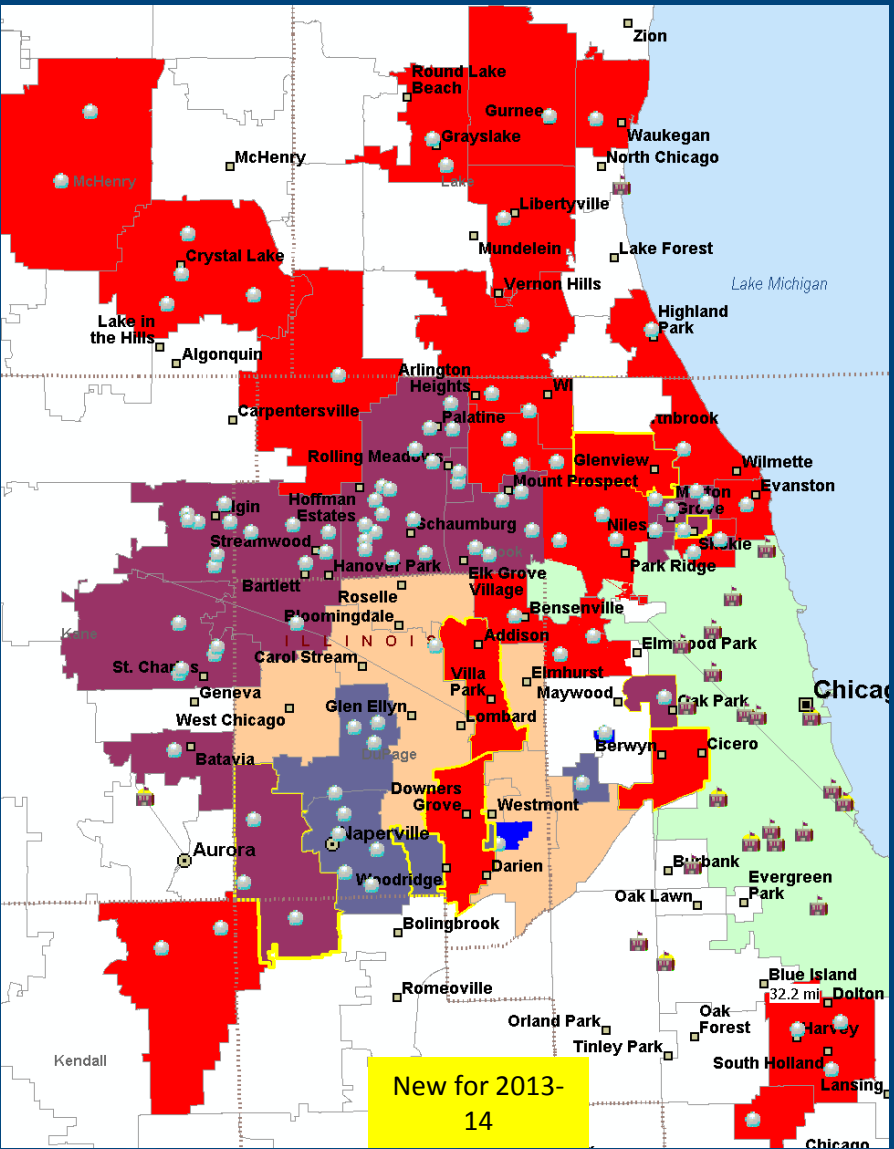 Zion
Round Lake
Beach
Gurnee
Grayslake
Waukegan
McHenry
North Chicago
McHenry
Lake
Libertyville
Mundelein
Lake Forest
Crystal Lake
Vernon Hills
Lake Michigan
Highland
Park
Lake in
the Hills
Algonquin
Arlington
Heights
Wl
Carpentersville
Palatine
Rolling Meadows
Glenview
Wilmette
Mount Prospect
Evanston
Hoffman
Estates
Grove
Niles
Schaumburg
Streamwood
Hanover Park
Park Ridge
Bartlett
Elk Grove
Village
Roselle
Bensenville
Bloomingdale
Kane
ILLINOIS
Addison
Elmwood Park
Carol Stream
St. Charles
Villa
Park
Elmhurst
Geneva
Maywood
Oak Park
Chicag
West Chicago
Glen Ellyn
Lombard
Berwyn
Cicero
Batavia
Downers
Grove
Westmont
Naperville
Aurora
Darien
Burbank
Woodridge
Evergreen
Park
Oak Lawn
Bolingbrook
Blue Island
32.2 mi
Dolton
Romeoville
Oak
Forest
Orland Park
Harvey
Tinley Park
Kendall
South Holland
Lansing
New for 2013-
14
Chicago